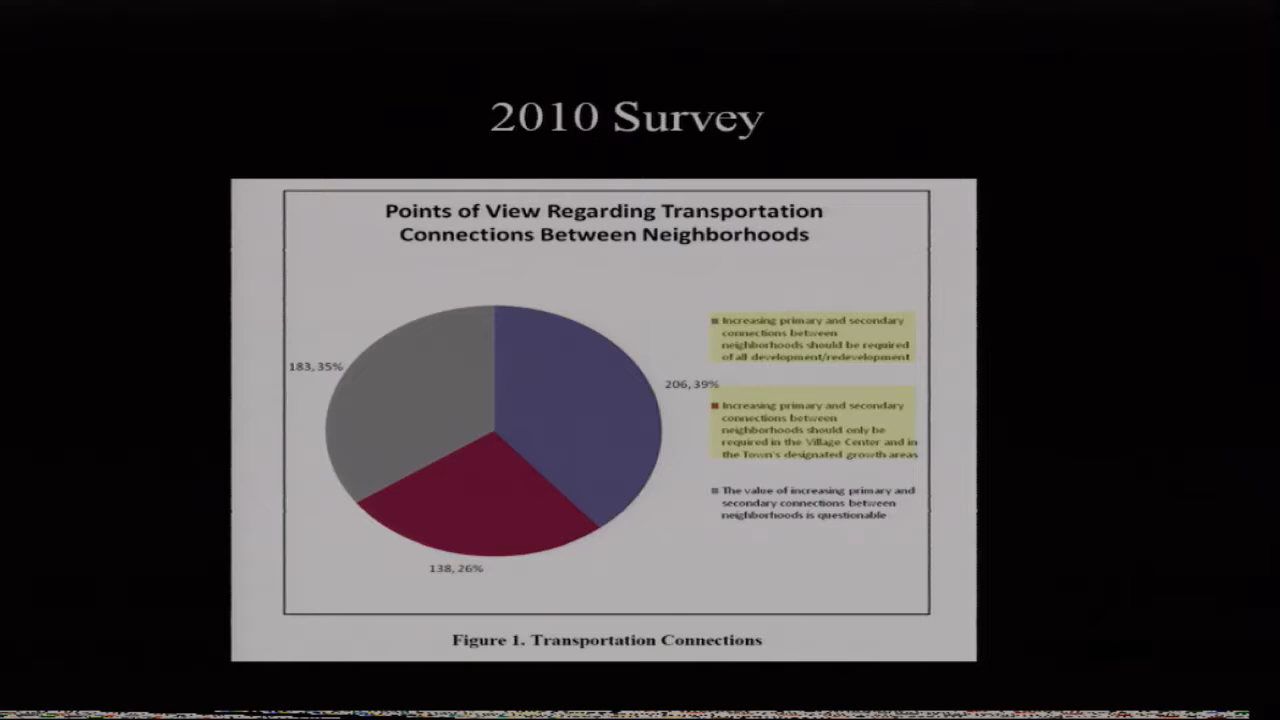 2010 Survey
Points of View Regarding Transportation
Connections Between Neighborhoods
Increasing primary and secondary
connections between
neighborhoods should be required
of all development/redevelopment
183, 35%
206, 39%
Increasing primary and secondary
connections between
neighborhoods should only be
required in the Village Center and in
the Town's designated growth areas
The value of increasing primary and
secondary connections between
neighborhoods is questionable
138, 26%
Figure 1. Transportation Connections